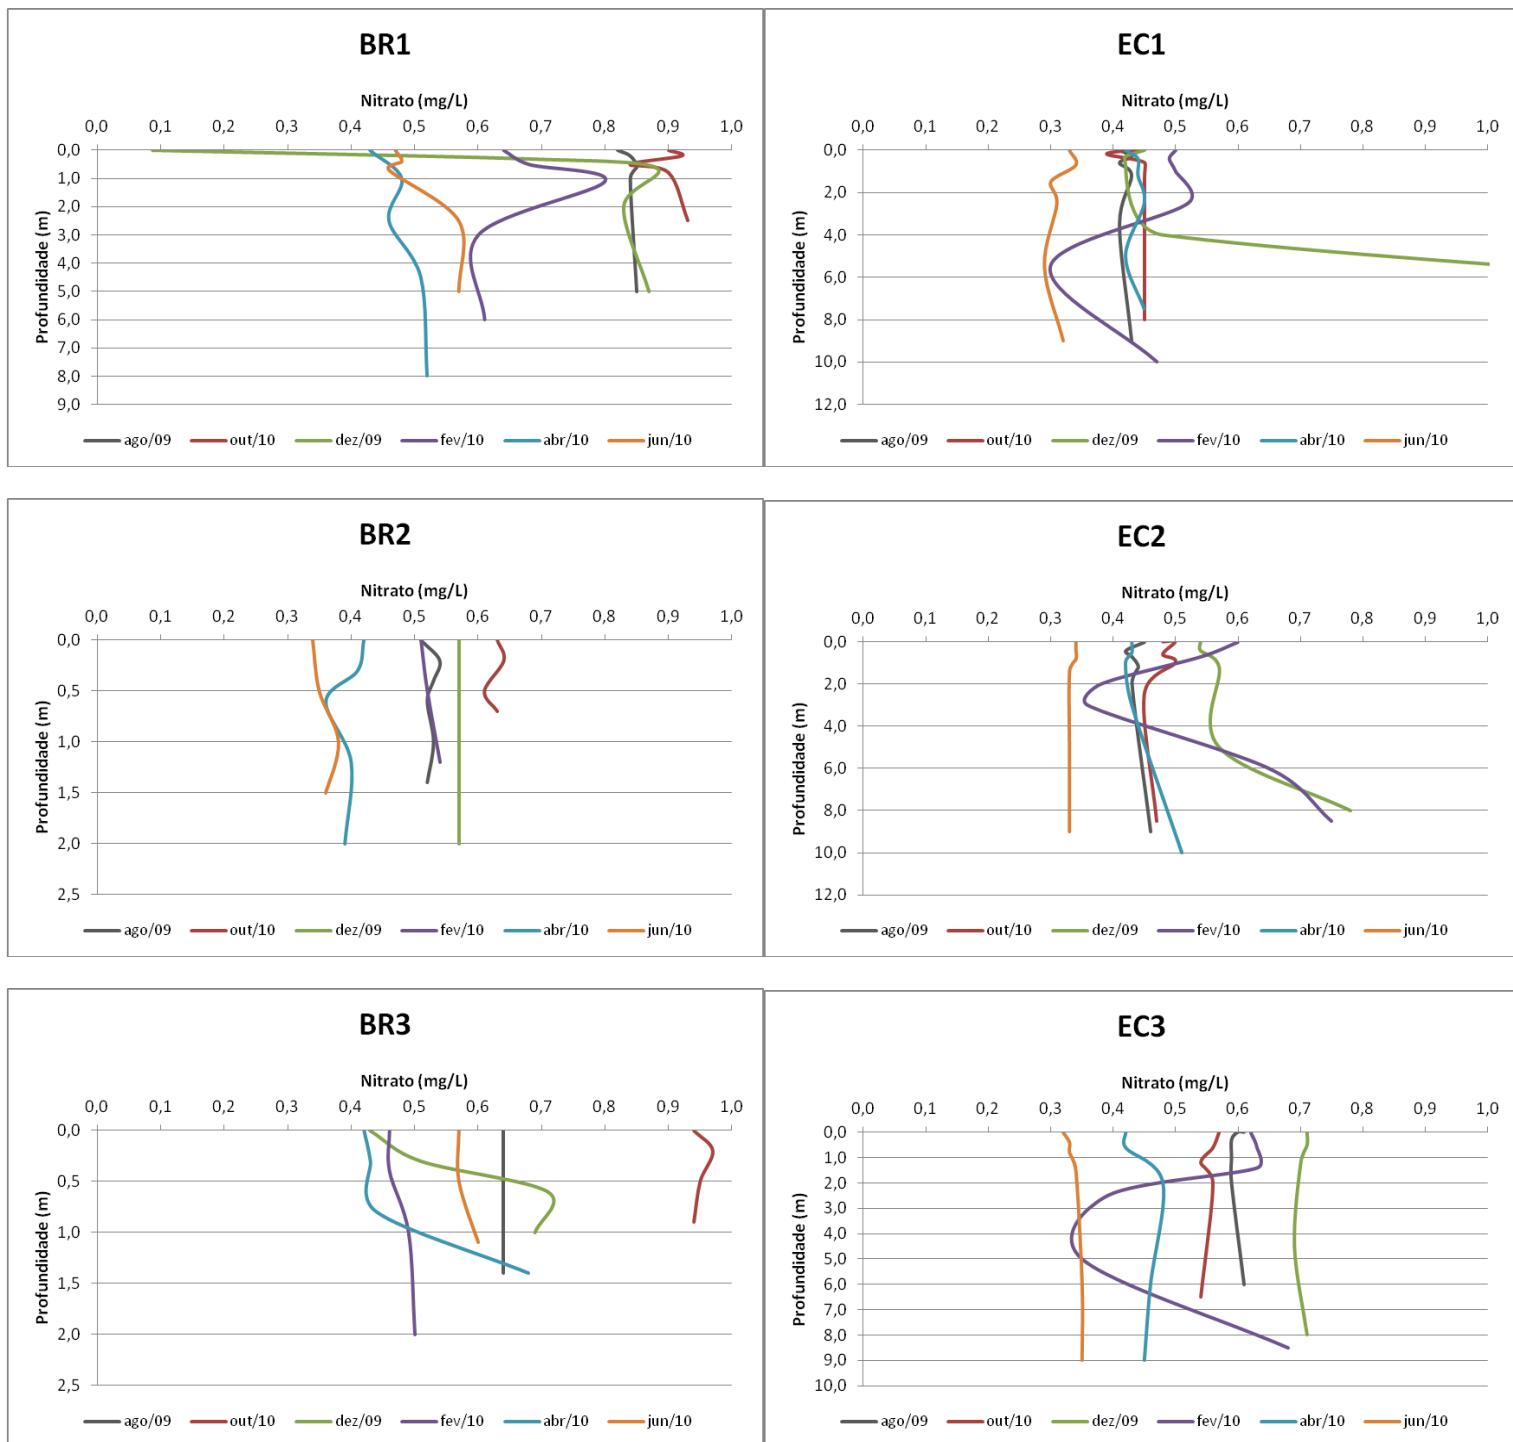 BR1
Nitrato (mg/L)
0,0 0,1 0,2 0,3 0,4 0,5 0,6 0,7 0,8 0,9 1,0
Profundidade (m)
0,0
1,0
2,0
3,0
4,0
5,0
6,0
7,0
8,0
9,0
ago/09 out/10 dez/09 fev/10 abr/10 jun/10
EC1
Nitrato (mg/L)
0,0 0,1 0,2 0,3 0,4 0,5 0,6 0,7 0,8 0,9 1,0
Profundidade (m)
0,0
2,0
4,0
6,0
8,0
10,0
12,0
ago/09 out/10 dez/09 fev/10 abr/10 jun/10
BR2
Nitrato (mg/L)
0,0 0,1 0,2 0,3 0,4 0,5 0,6 0,7 0,8 0,9 1,0
Profundidade (m)
0,0
0,5
1,0
1,5
2,0
2,5
ago/09 out/10 dez/09 fev/10 abr/10 jun/10
EC2
Nitrato (mg/L)
0,0 0,1 0,2 0,3 0,4 0,5 0,6 0,7 0,8 0,9 1,0
Profundidade (m)
0,0
2,0
4,0
6,0
8,0
10,0
12,0
ago/09 out/10 dez/09 fev/10 abr/10 jun/10
BR3
Nitrato (mg/L)
0,0 0,1 0,2 0,3 0,4 0,5 0,6 0,7 0,8 0,9 1,0
Profundidade (m)
0,0
0,5
1,0
1,5
2,0
2,5
ago/09 out/10 dez/09 fev/10 abr/10 jun/10
EC3
Nitrato (mg/L)
0,0 0,1 0,2 0,3 0,4 0,5 0,6 0,7 0,8 0,9 1,0
Profundidade (m)
0,0
1,0
2,0
3,0
4,0
5,0
6,0
7,0
8,0
9,0
10,0
ago/09 out/10 dez/09 fev/10 abr/10 jun/10